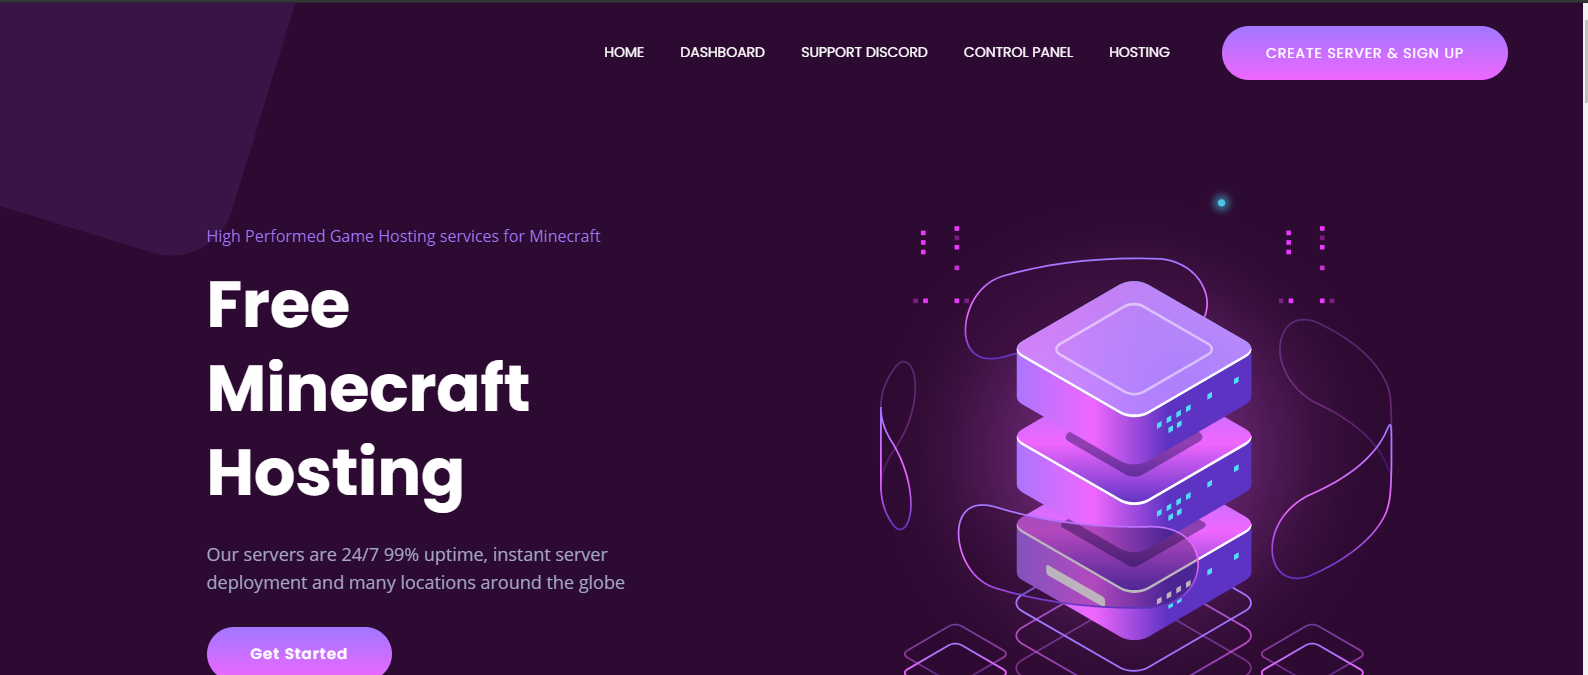 HOME DASHBOARD SUPPORT DISCORD CONTROL PANEL HOSTING CREATE SERVER & SIGN UP
High Performed Game Hosting services for Minecraft
Free
Minecraft
Hosting
Our servers are 24/7 99% uptime, instant server
deployment and many locations around the globe
Get Started